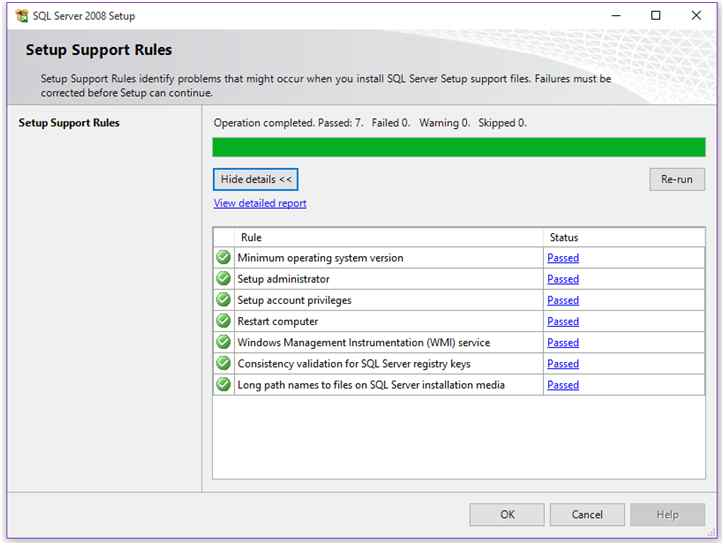 SQL Server 2008 Setup
Setup Support Rules
Setup Support Rules identify problems that might occur when you install SQL Server Setup support files. Failures must be
corrected before Setup can continue.
Setup Support Rules
Operation completed. Passed: 7. Failed 0. Warning 0. Skipped 0.
Hide details <<
Re-run
View detailed report
Rule Status
Minimum operating system version Passed
Setup administrator Passed
Setup account privileges Passed
Restart computer Passed
Windows Management Instrumentation (WMI) service Passed
Consistency validation for SQL Server registry keys Passed
Long path names to files on SQL Server installation media Passed
OK Cancel Help